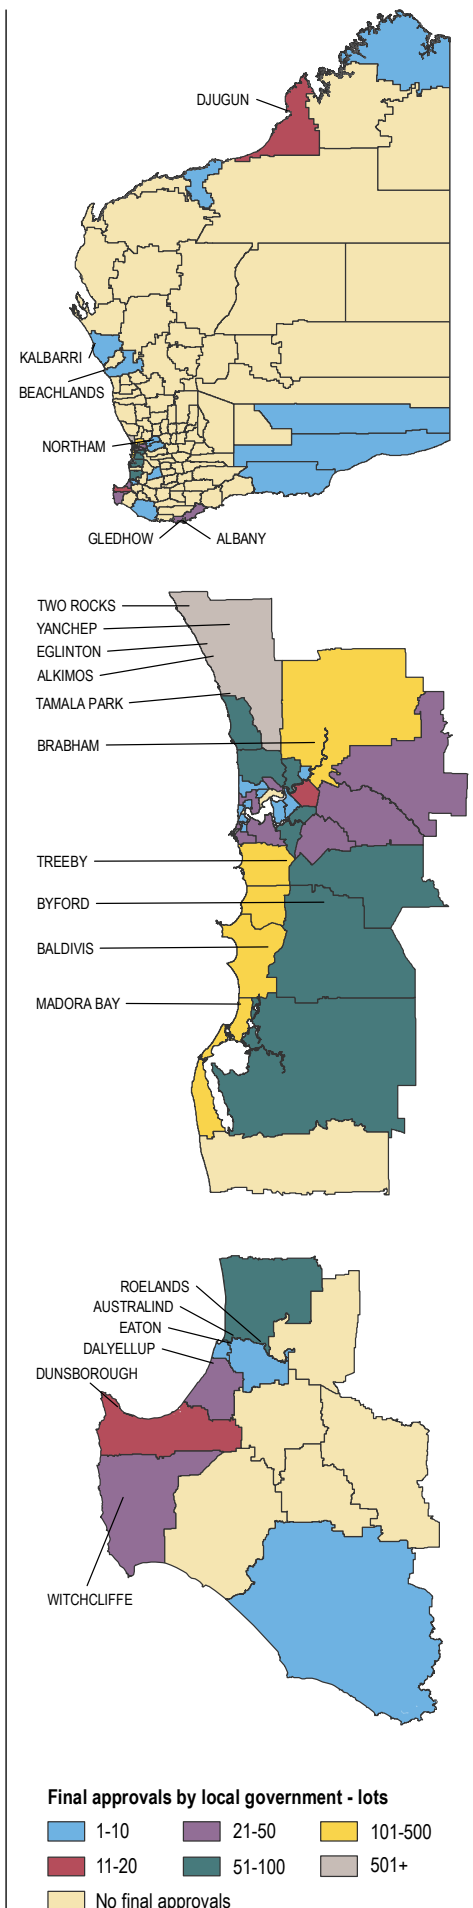 DJUGUN
KALBARRI
BEACHLANDS
NORTHAM
GLEDHOW
ALBANY
TWO ROCKS
YANCHEP
EGLINTON
ALKIMOS
TAMALA PARK
BRABHAM
TREEBY
BYFORD
BALDIVIS
MADORA BAY
ROELANDS
AUSTRALIND
EATON
DALYELLUP
DUNSBOROUGH
WITCHCLIFFE
Final approvals by local government - lots
1-10 21-50 101-500
11-20 51-100 501+
No final approvals